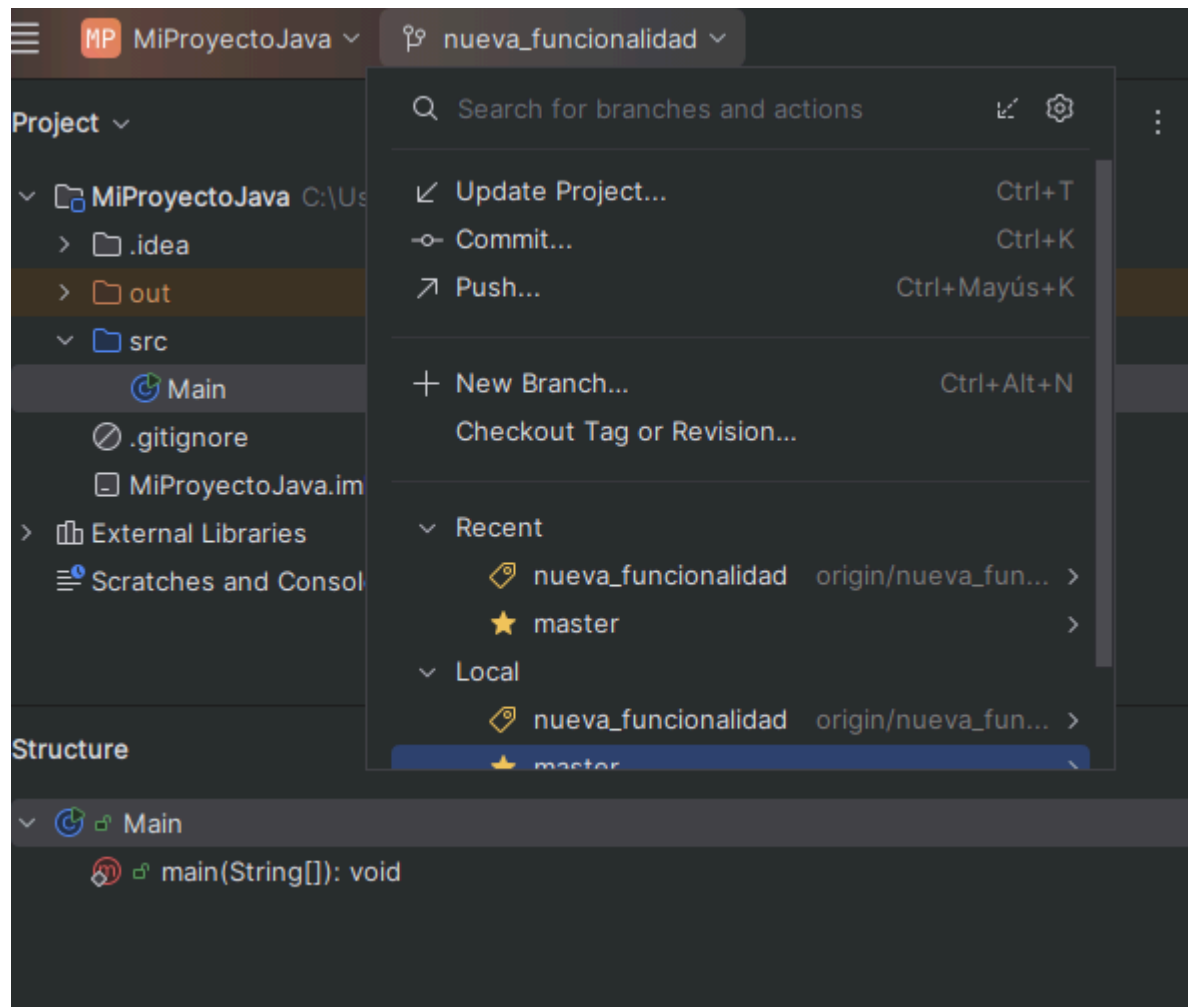 MP MiProyectoJava nueva_funcionalidad
Search for branches and actions
Project
MiProyectoJava C:\Us
Update Project... Ctrl+T
.idea
Commit... Ctrl+K
out
Push... Ctrl+Mayús+K
src
Main
New Branch... Ctrl+Alt+N
.gitignore
Checkout Tag or Revision...
MiProyectoJava.im
External Libraries
Recent
Scratches and Consol
nueva_funcionalidad origin/nueva_fun...
master
Local
nueva_funcionalidad origin/nueva_fun...
master
Structure
Main
main(String[]): void